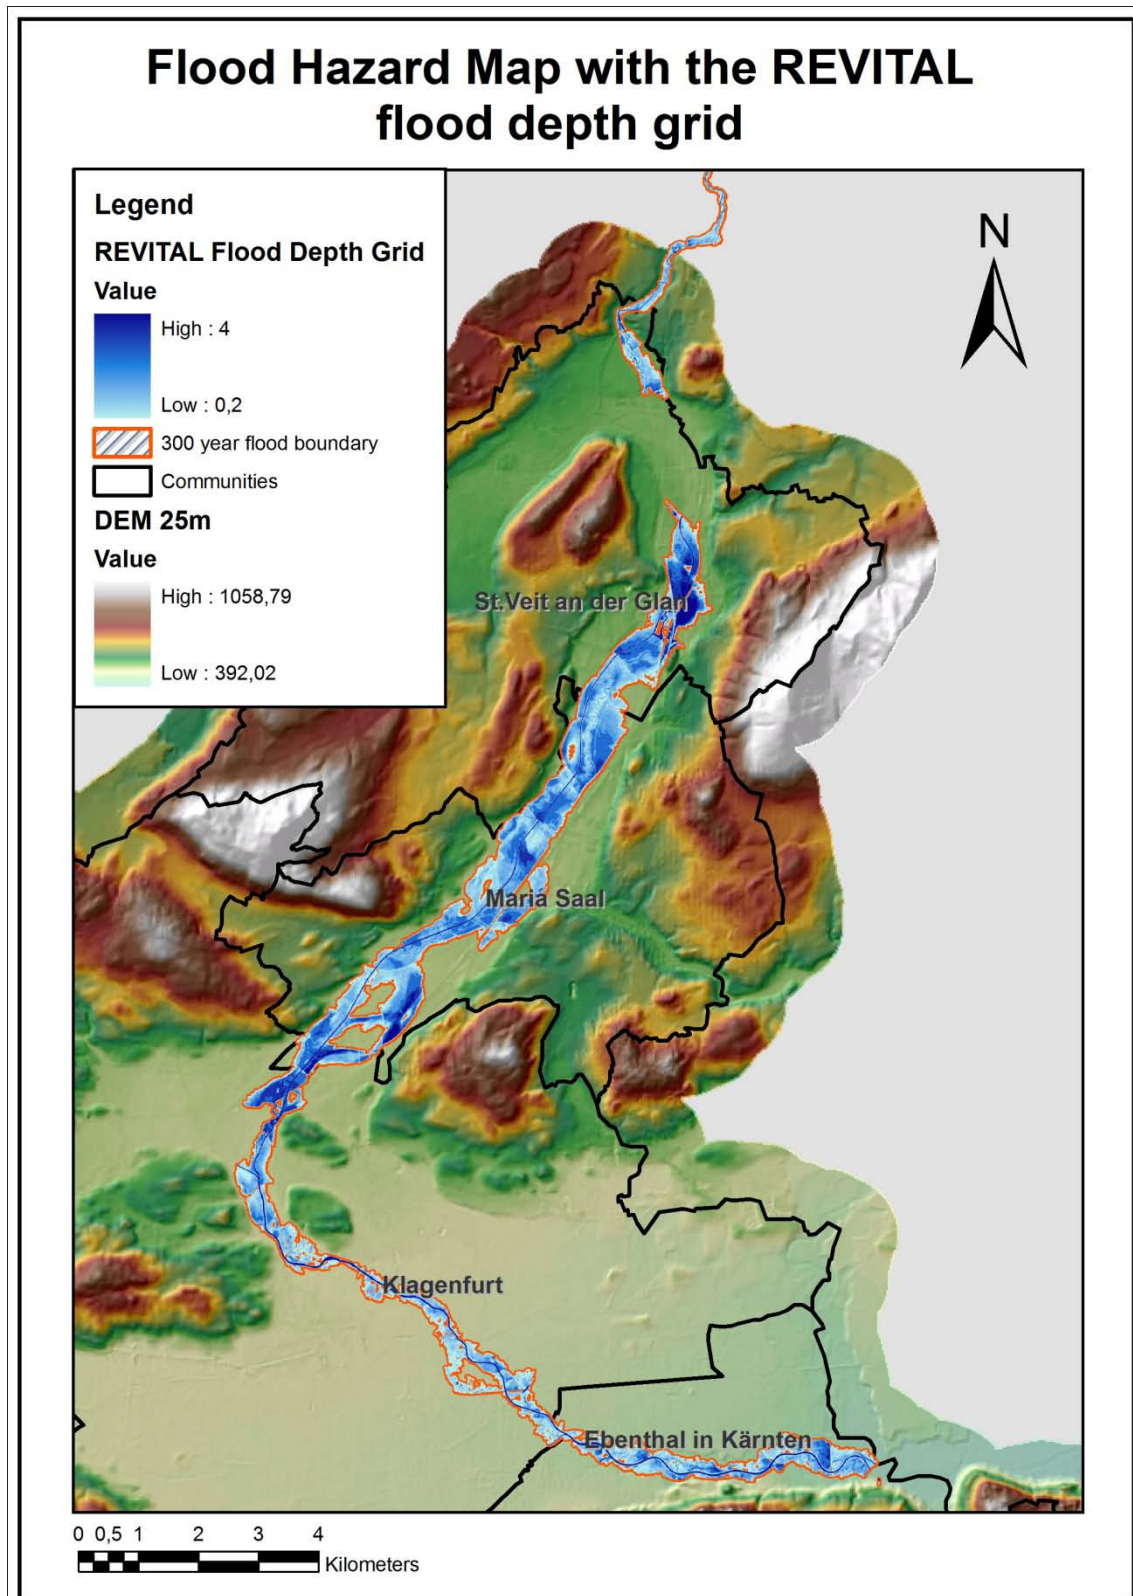 Flood Hazard Map with the REVITAL
flood depth grid
Legend
REVITAL Flood Depth Grid
Value
High : 4
Low : 0,2
300 year flood boundary
Communities
DEM 25m
Value
High : 1058,79
Low : 392,02
N
St.Veit an der Glan
Mariá Saal
Klagenfurt
Ebenthal in Kärnten
0 0,5 1 2 3 4
Kilometers